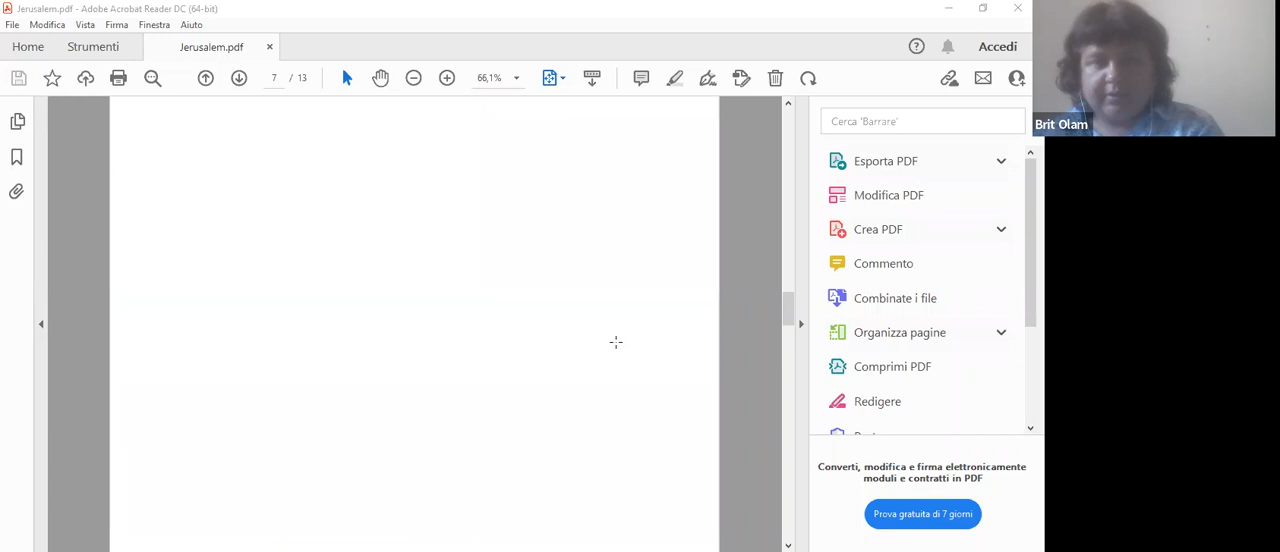 Jerusalem.pdf - Adobe Acrobat Reader DC (64-bit)
File Modifica Vista Firma Finestra Aiuto
Home Strumenti Jerusalem.pdf × Accedi
7 / 13 66,1%
Brit Olam
Cerca 'Barrare'
Esporta PDF
Modifica PDF
Crea PDF
Commento
Combinate i file
Organizza pagine
Comprimi PDF
Redigere
Converti, modifica e firma elettronicamente
moduli e contratti in PDF
Prova gratuita di 7 giorni